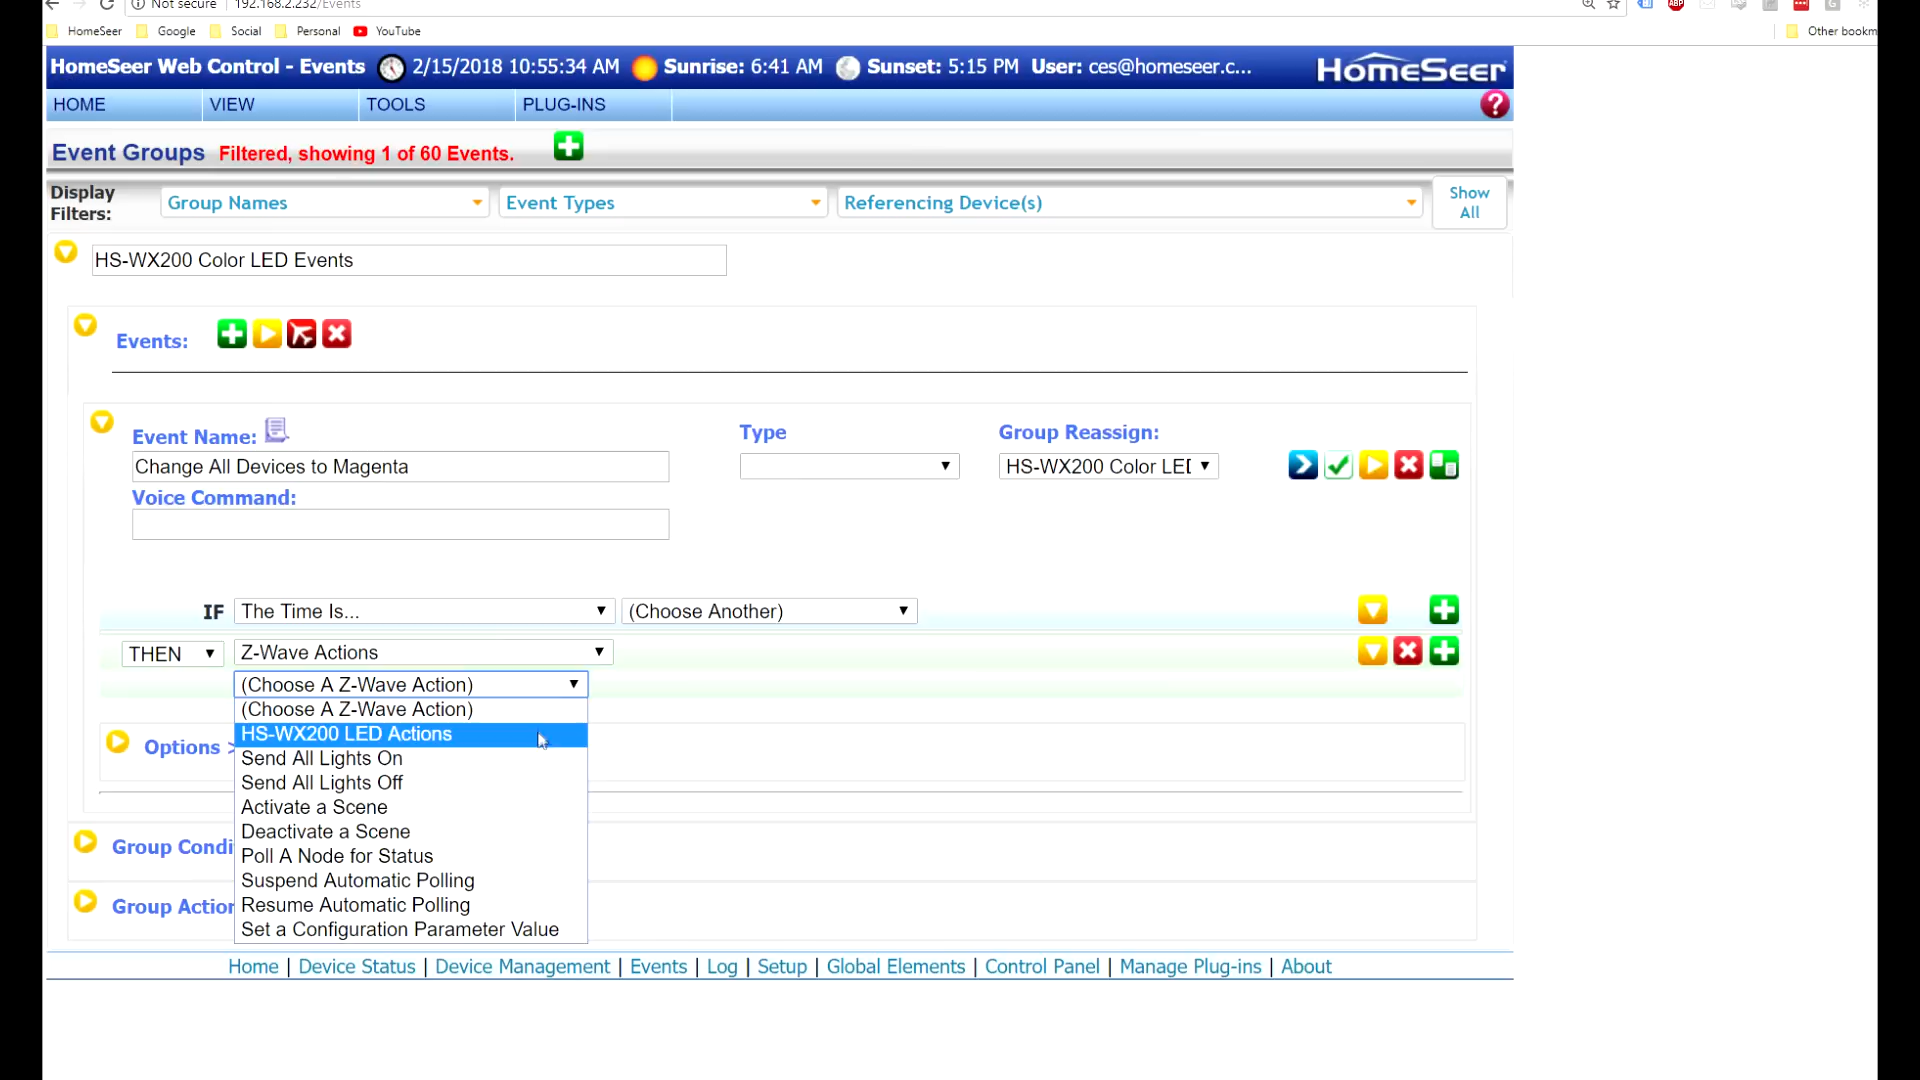 Not secure | 192.168.2.232/Events
HomeSeer Google Social Personal YouTube Other bookm
HomeSeer Web Control - Events 2/15/2018 10:55:34 AM Sunrise: 6:41 AM Sunset: 5:15 PM User: ces@homeseer.c... HomeSeer
HOME VIEW TOOLS PLUG-INS ?
Event Groups Filtered, showing 1 of 60 Events.
Display Filters: Group Names Event Types Referencing Device(s) Show All
HS-WX200 Color LED Events
Events:
Event Name: Type Group Reassign:
Change All Devices to Magenta HS-WX200 Color LE
Voice Command:
IF The Time Is... (Choose Another)
THEN Z-Wave Actions
(Choose A Z-Wave Action)
(Choose A Z-Wave Action)
HS-WX200 LED Actions
Options >
Send All Lights On
Send All Lights Off
Activate a Scene
Deactivate a Scene
Group Condi
Poll A Node for Status
Suspend Automatic Polling
Group Action
Resume Automatic Polling
Set a Configuration Parameter Value
Home | Device Status | Device Management | Events | Log | Setup | Global Elements | Control Panel | Manage Plug-ins | About